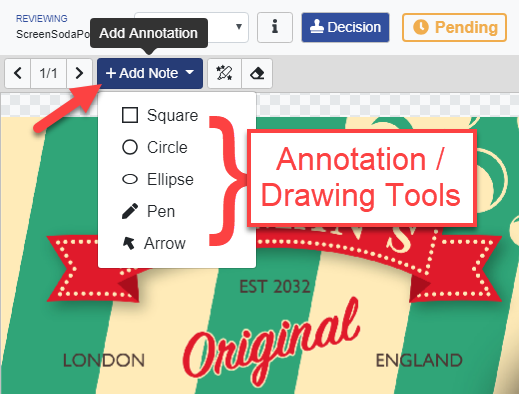 REVIEWING
ScreenSodaPo
Add Annotation
i
Decision
Pending
1/1
+ Add Note
Square
Circle
Ellipse
Pen
Arrow
Annotation /
Drawing Tools
EST 2032
Original
LONDON
ENGLAND